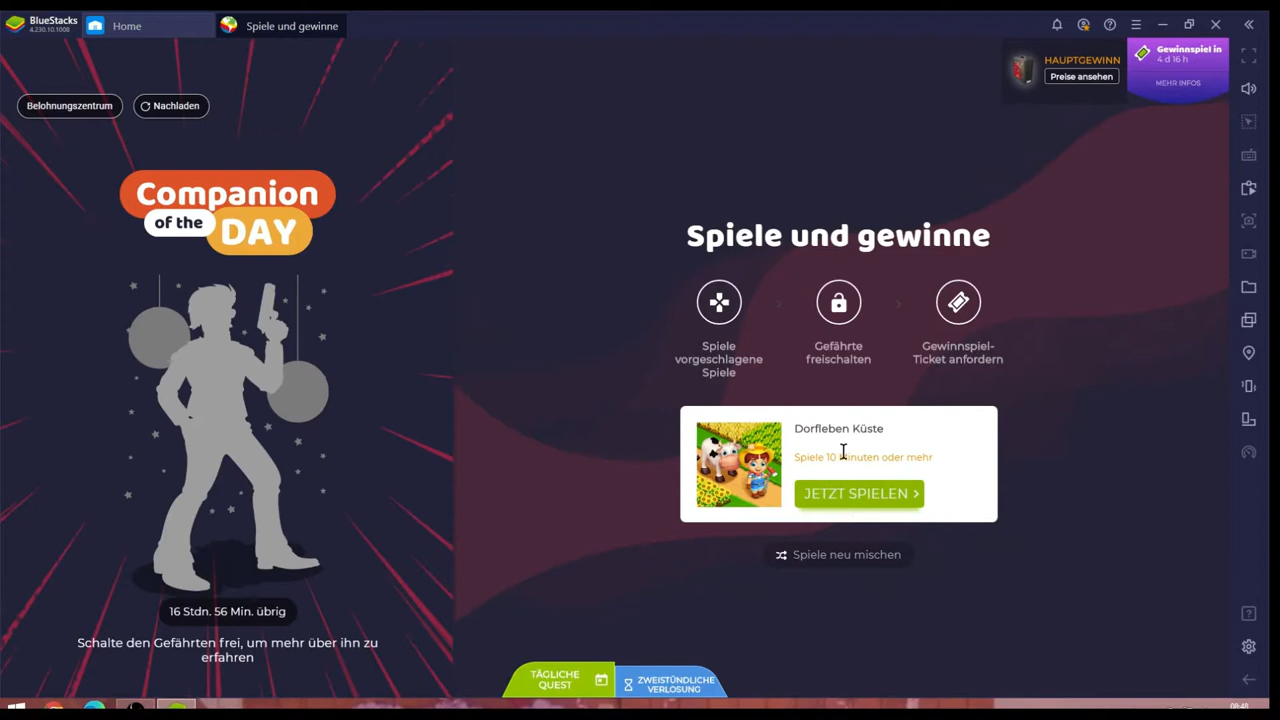 BlueStacks
4.230.10.1008
Home
Spiele und gewinne
HAUPTGEWINN
Preise ansehen
Gewinnspiel in
4 d 16 h
MEHR INFOS
Belohnungszentrum
Nachladen
Companion
of the
DAY
16 Stdn. 56 Min. übrig
Schalte den Gefährten frei, um mehr über ihn zu
erfahren
Spiele und gewinne
Spiele
vorgeschlagene
Spiele
Gefährte
freischalten
Gewinnspiel-
Ticket anfordern
Dorfleben Küste
Spiele 10 Minuten oder mehr
JETZT SPIELEN
Spiele neu mischen
TÄGLICHE
QUEST
ZWEISTÜNDLICHE
VERLOSUNG
08:48